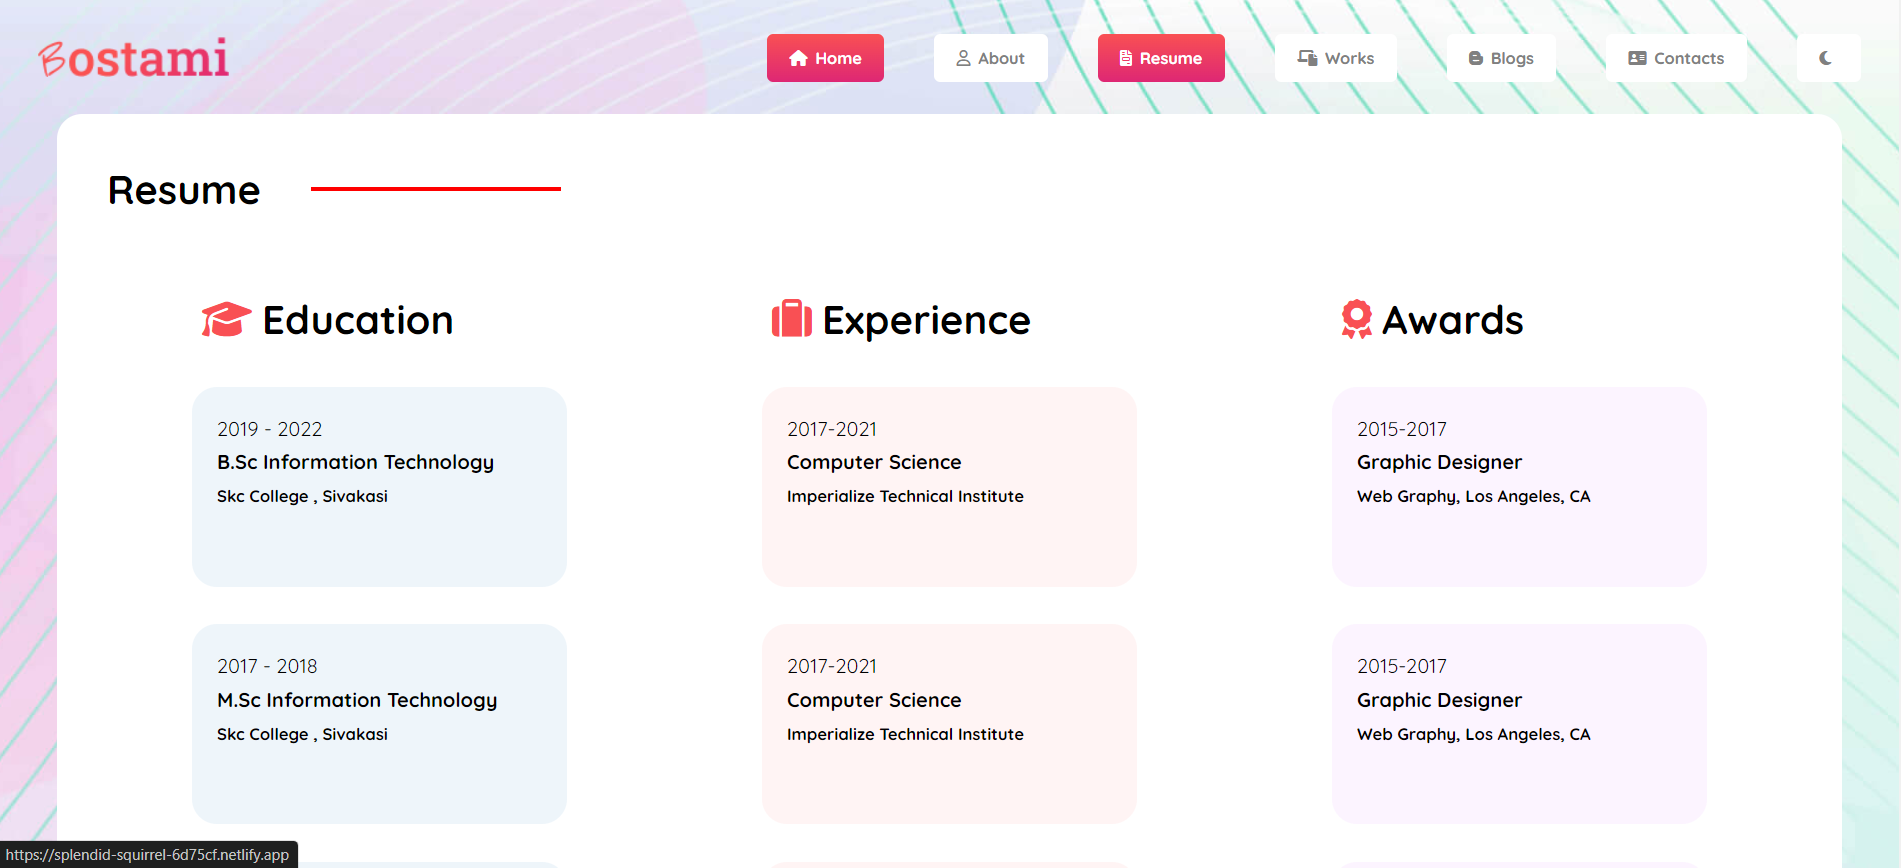 Bostami
Home
About
Resume
Works
Blogs
Contacts
Resume
Education
Experience
Awards
2019 - 2022
B.Sc Information Technology
Skc College , Sivakasi
2017-2021
Computer Science
Imperialize Technical Institute
2015-2017
Graphic Designer
Web Graphy, Los Angeles, CA
2017 - 2018
M.Sc Information Technology
Skc College , Sivakasi
2017-2021
Computer Science
Imperialize Technical Institute
2015-2017
Graphic Designer
Web Graphy, Los Angeles, CA
https://splendid-squirrel-6d75cf.netlify.app